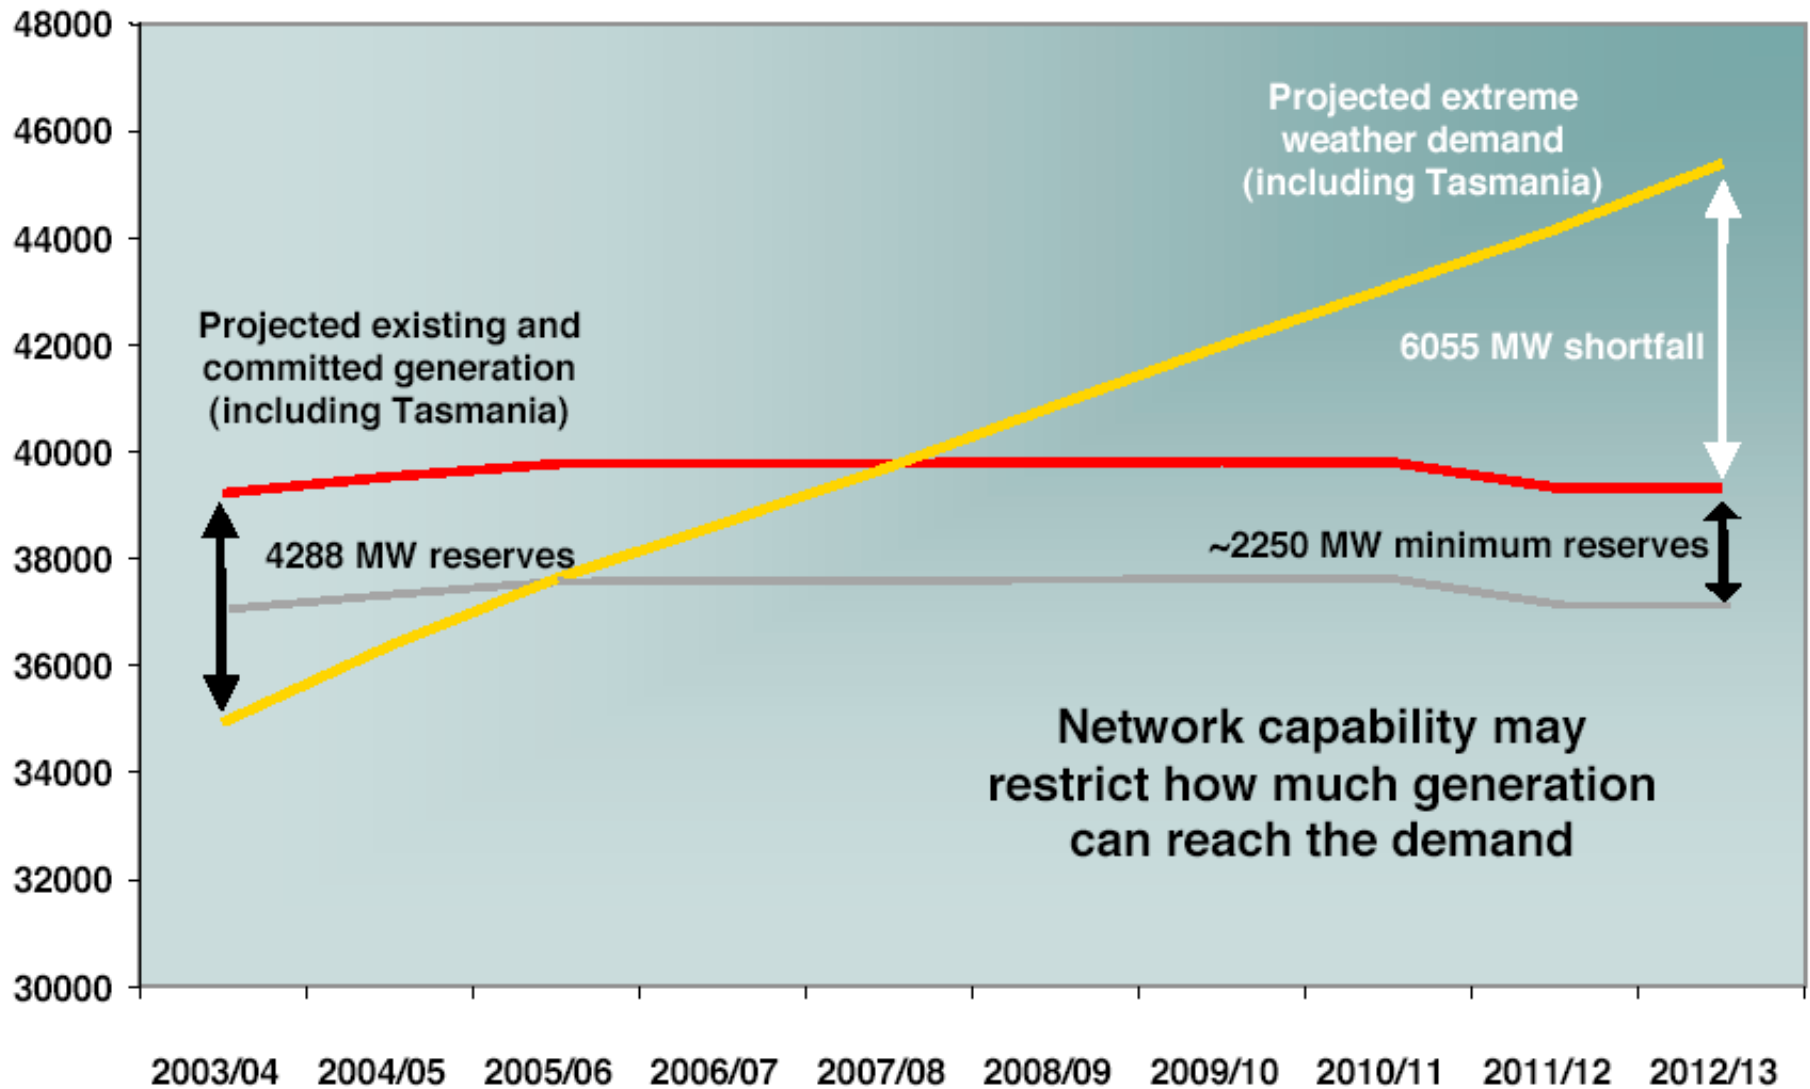 48000
46000
44000
42000
40000
38000
36000
34000
32000
30000
Projected extreme
weather demand
(including Tasmania)
Projected existing and
committed generation
(including Tasmania)
6055 MW shortfall
4288 MW reserves
~2250 MW minimum reserves
Network capability may
restrict how much generation
can reach the demand
2003/04 2004/05 2005/06 2006/07 2007/08 2008/09 2009/10 2010/11 2011/12 2012/13